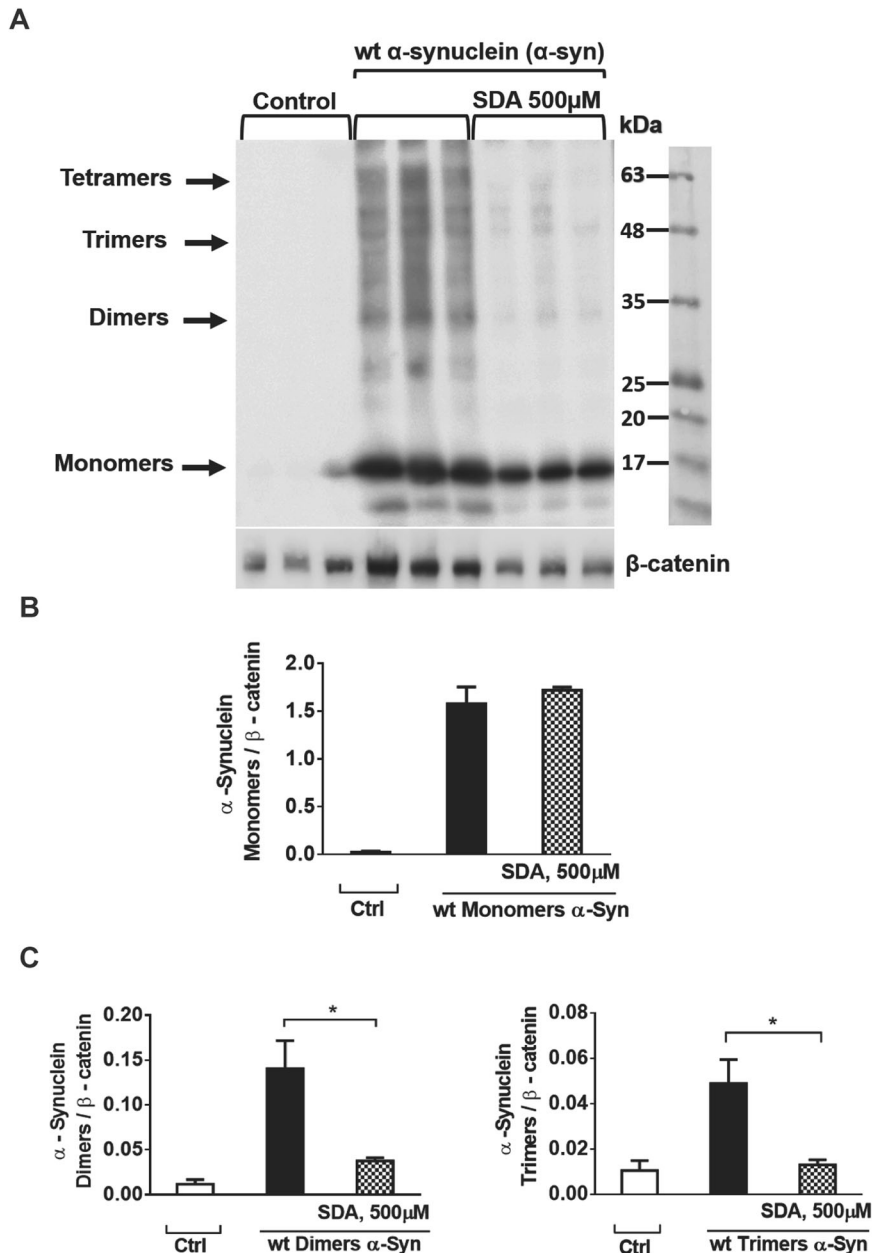 A
wt α-synuclein (α-syn)
Control
SDA 500μM
kDa
Tetramers
63
Trimers
48
Dimers
35
25
20
Monomers
17
β-catenin
B
α -Synuclein
Monomers / β - catenin
2.0
1.5
1.0
0.5
0.0
SDA, 500μM
Ctrl
wt Monomers α-Syn
C
α - Synuclein
Dimers / β - catenin
0.20
0.15
0.10
0.05
0.00
*
SDA, 500μM
Ctrl
wt Dimers α-Syn
α -Synuclein
Trimers / β - catenin
0.08
0.06
0.04
0.02
0.00
*
SDA, 500μM
Ctrl
wt Trimers α-Syn